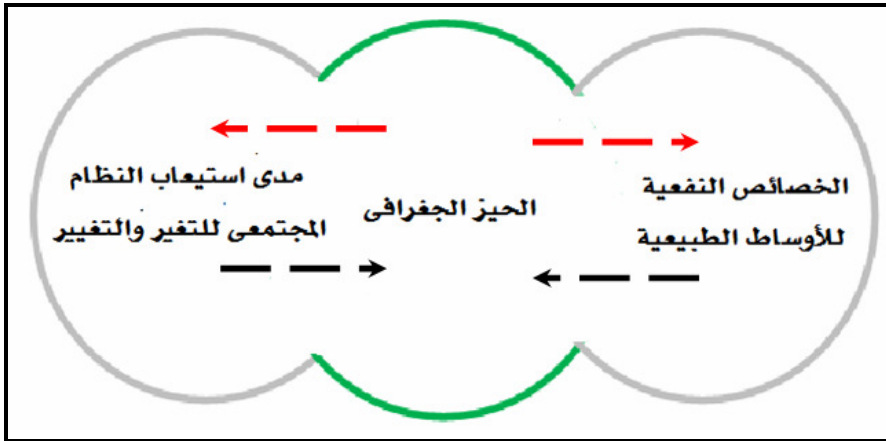 الخصائص النفعية
للأوساط الطبيعية
الحيز الجغرافى
مدى استيعاب النظام
المجتمعى للتغير والتغيير